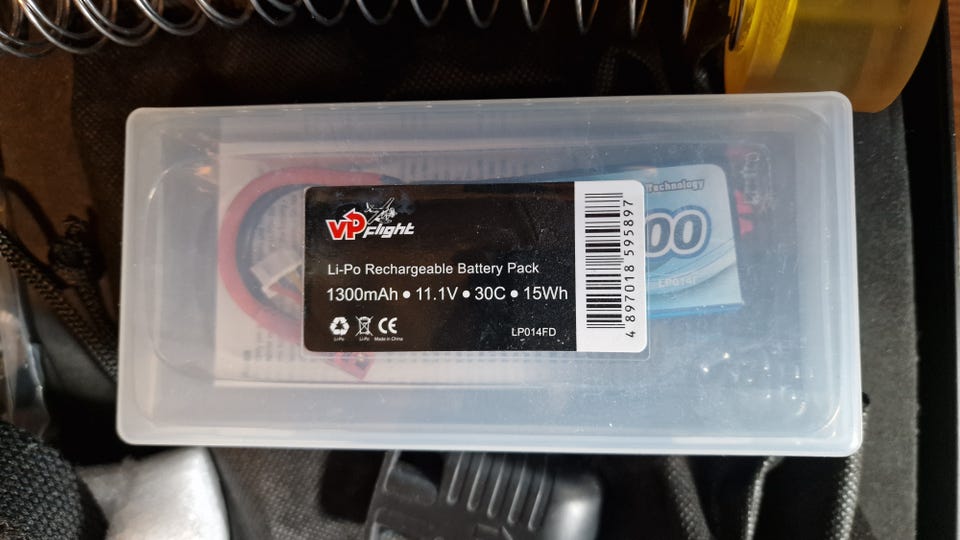 VP Flight
Li-Po Rechargeable Battery Pack
1300mAh • 11.1V • 30C • 15Wh
Li-Po Li-Po Made in China
LP014FD
4 897018 595897
Technology
00